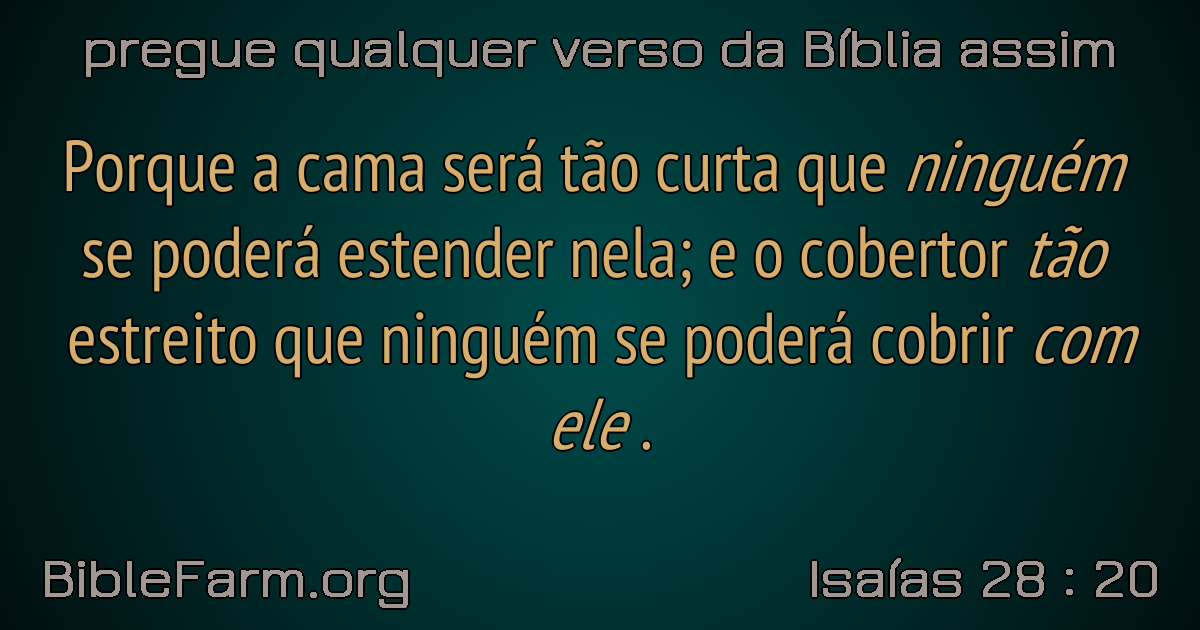 pregue qualquer verso da Bíblia assim
Porque a cama será tão curta que ninguém
se poderá estender nela; e o cobertor tão
estreito que ninguém se poderá cobrir com
ele .
BibleFarm.org
Isaías 28 : 20